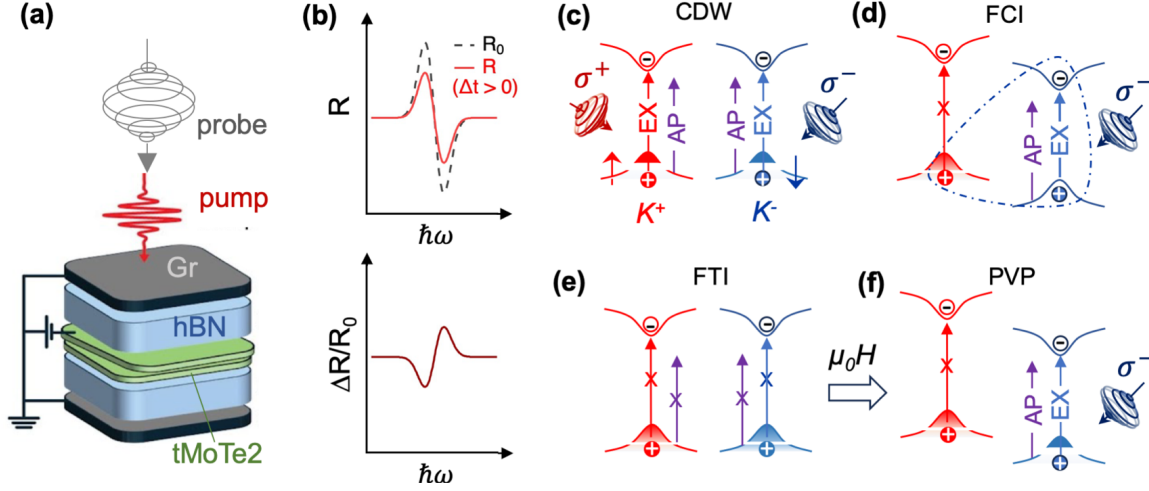 (a)
probe
pump
Gr
hBN
tMoTe2
(b)
R
R₀
R
(Δt > 0)
ħω
ΔR/R₀
ħω
(c)
CDW
σ⁺
EX
AP
AP
EX
σ⁻
K⁺
K⁻
(d)
FCI
X
AP
EX
σ⁻
(e)
FTI
X
X
X
X
μ₀H
(f)
PVP
X
AP
EX
σ⁻